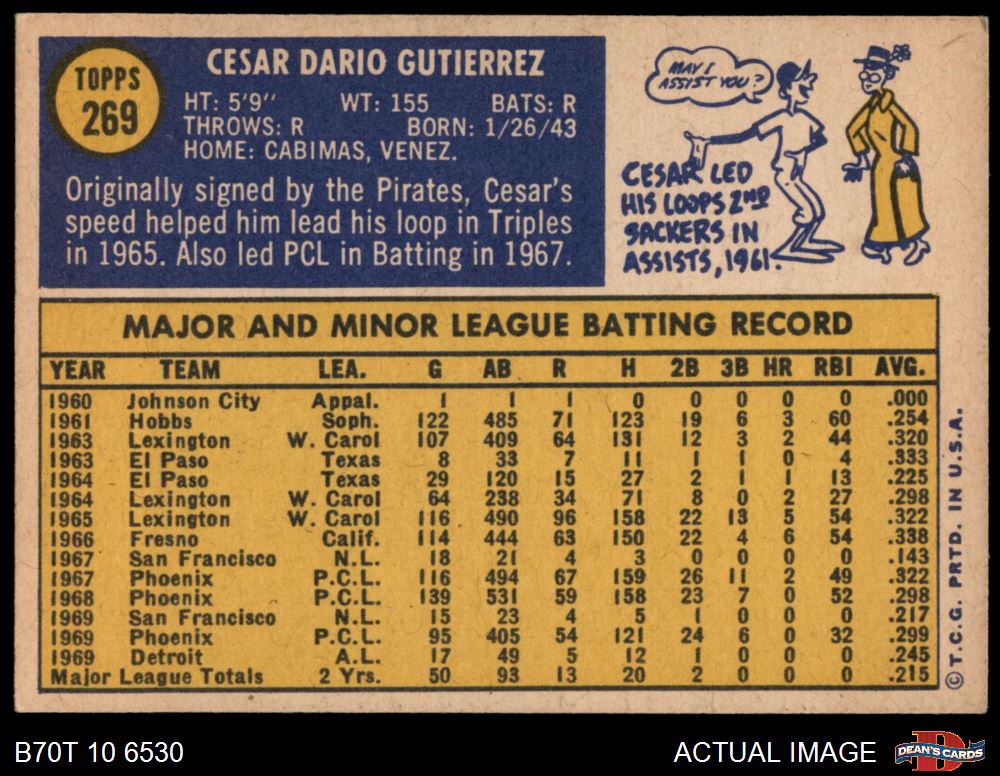 TOPPS
269
CESAR DARIO GUTIERREZ
HT: 5'9" WT: 155 BATS: R
THROWS: R BORN: 1/26/43
HOME: CABIMAS, VENEZ.
Originally signed by the Pirates, Cesar's
speed helped him lead his loop in Triples
in 1965. Also led PCL in Batting in 1967.
MAY I
ASSIST YOU?
CESAR LED
HIS LOOPS 2ND
SACKERS IN
ASSISTS, 1961.
MAJOR AND MINOR LEAGUE BATTING RECORD
YEAR TEAM LEA. G AB R H 2B 3B HR RBI AVG.
1960 Johnson City Appal. 1 1 1 0 0 0 0 0 .000
1961 Hobbs Soph. 122 485 71 123 19 6 3 60 .254
1963 Lexington W. Carol 107 409 64 131 12 3 2 44 .320
1963 El Paso Texas 8 33 7 11 1 1 0 4 .333
1964 El Paso Texas 29 120 15 27 2 1 1 13 .225
1964 Lexington W. Carol 64 238 34 71 8 0 2 27 .298
1965 Lexington W. Carol 116 490 96 158 22 13 5 54 .322
1966 Fresno Calif. 114 444 63 150 22 4 6 54 .338
1967 San Francisco N.L. 18 21 4 3 0 0 0 0 .143
1967 Phoenix P.C.L. 116 494 67 159 26 11 2 49 .322
1968 Phoenix P.C.L. 139 531 59 158 23 7 0 52 .298
1969 San Francisco N.L. 15 23 4 5 1 0 0 0 .217
1969 Phoenix P.C.L. 95 405 54 121 24 6 0 32 .299
1969 Detroit A.L. 17 49 5 12 1 0 0 0 .245
Major League Totals 2 Yrs. 50 93 13 20 2 0 0 0 .215
© T.C.G. PRTD. IN U.S.A.
B70T 10 6530
ACTUAL IMAGE
D
DEAN'S CARDS